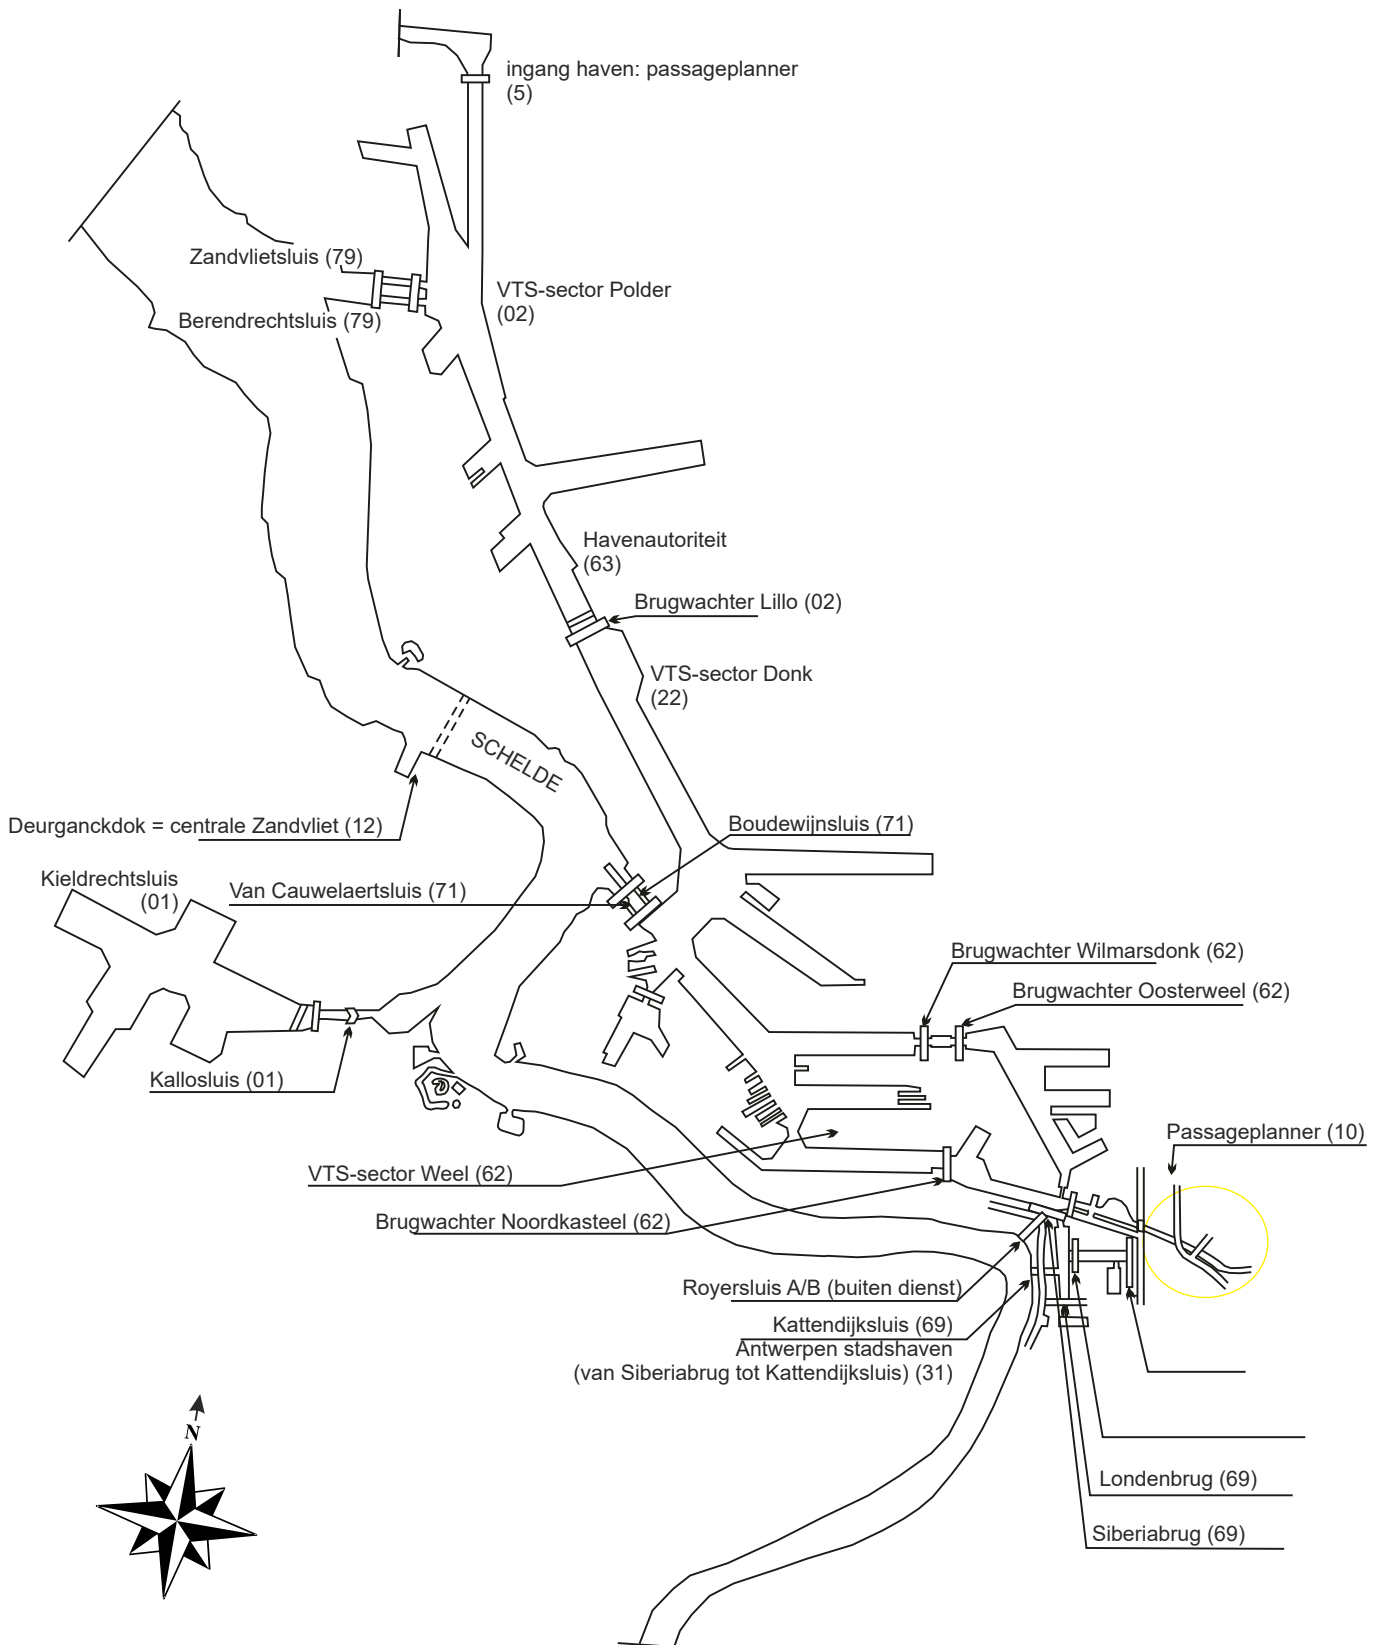 ingang haven: passageplanner
(5)
Zandvlietsluis (79)
VTS-sector Polder
(02)
Berendrechtsluis (79)
Havenautoriteit
(63)
Brugwachter Lillo (02)
VTS-sector Donk
(22)
SCHELDE
Deurganckdok = centrale Zandvliet (12)
Boudewijnsluis (71)
Kieldrechtsluis
(01)
Van Cauwelaertsluis (71)
Brugwachter Wilmarsdonk (62)
Brugwachter Oosterweel (62)
Kallosluis (01)
Passageplanner (10)
VTS-sector Weel (62)
Brugwachter Noordkasteel (62)
Royersluis A/B (buiten dienst)
Kattendijksluis (69)
Antwerpen stadshaven
(van Siberiabrug tot Kattendijksluis) (31)
N
Londenbrug (69)
Siberiabrug (69)